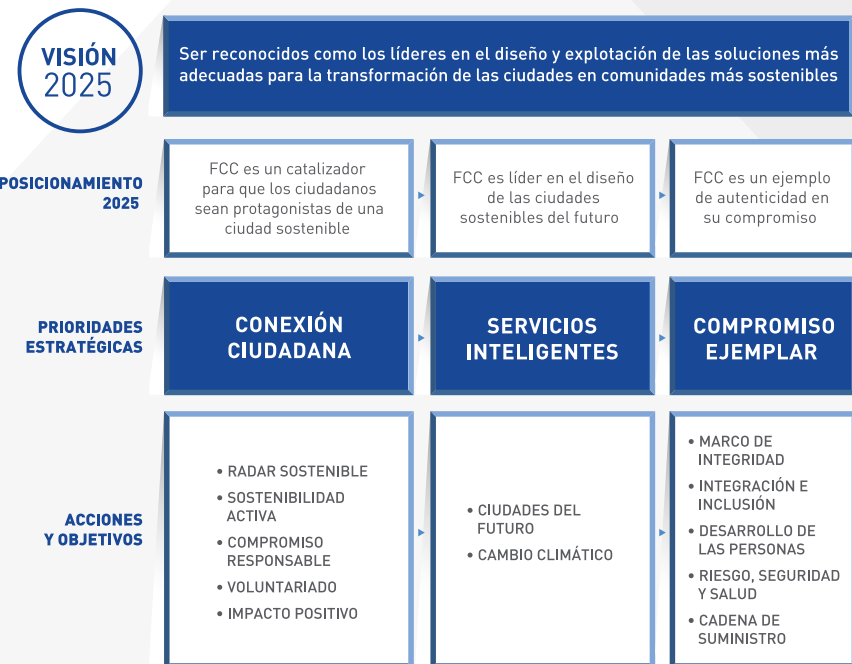 VISIÓN
2025
Ser reconocidos como los líderes en el diseño y explotación de las soluciones más
adecuadas para la transformación de las ciudades en comunidades más sostenibles
POSICIONAMIENTO
2025
FCC es un catalizador
para que los ciudadanos
sean protagonistas de una
ciudad sostenible
FCC es líder en el diseño
de las ciudades
sostenibles del futuro
FCC es un ejemplo
de autenticidad en
su compromiso
PRIORIDADES
ESTRATÉGICAS
CONEXIÓN
CIUDADANA
SERVICIOS
INTELIGENTES
COMPROMISO
EJEMPLAR
ACCIONES
Y OBJETIVOS
• RADAR SOSTENIBLE
• SOSTENIBILIDAD
ACTIVA
• COMPROMISO
RESPONSABLE
• VOLUNTARIADO
• IMPACTO POSITIVO
• CIUDADES DEL
FUTURO
• CAMBIO CLIMÁTICO
• MARCO DE
INTEGRIDAD
• INTEGRACIÓN E
INCLUSIÓN
• DESARROLLO DE
LAS PERSONAS
• RIESGO, SEGURIDAD
Y SALUD
• CADENA DE
SUMINISTRO